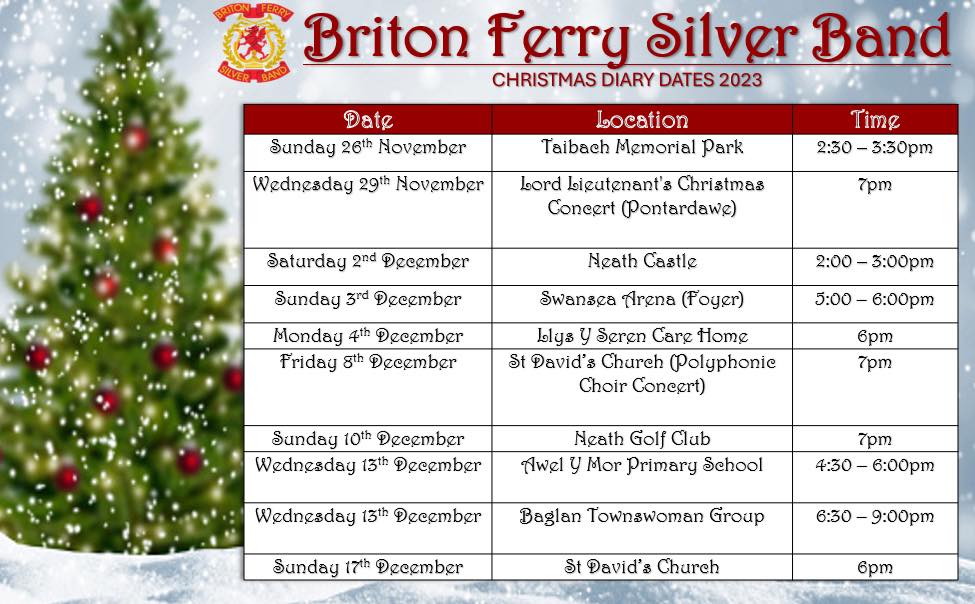 BRITON FERRY
SILVER BAND
Briton Ferry Silver Band
CHRISTMAS DIARY DATES 2023
Date Location Time
Sunday 26th November Taibach Memorial Park 2:30 – 3:30pm
Wednesday 29th November Lord Lieutenant's Christmas 7pm
Concert (Pontardawe)
Saturday 2nd December Neath Castle 2:00 – 3:00pm
Sunday 3rd December Swansea Arena (Foyer) 5:00 – 6:00pm
Monday 4th December Llys Y Seren Care Home 6pm
Friday 8th December St David's Church (Polyphonic 7pm
Choir Concert)
Sunday 10th December Neath Golf Club 7pm
Wednesday 13th December Awel Y Mor Primary School 4:30 – 6:00pm
Wednesday 13th December Baglan Townswoman Group 6:30 – 9:00pm
Sunday 17th December St David's Church 6pm